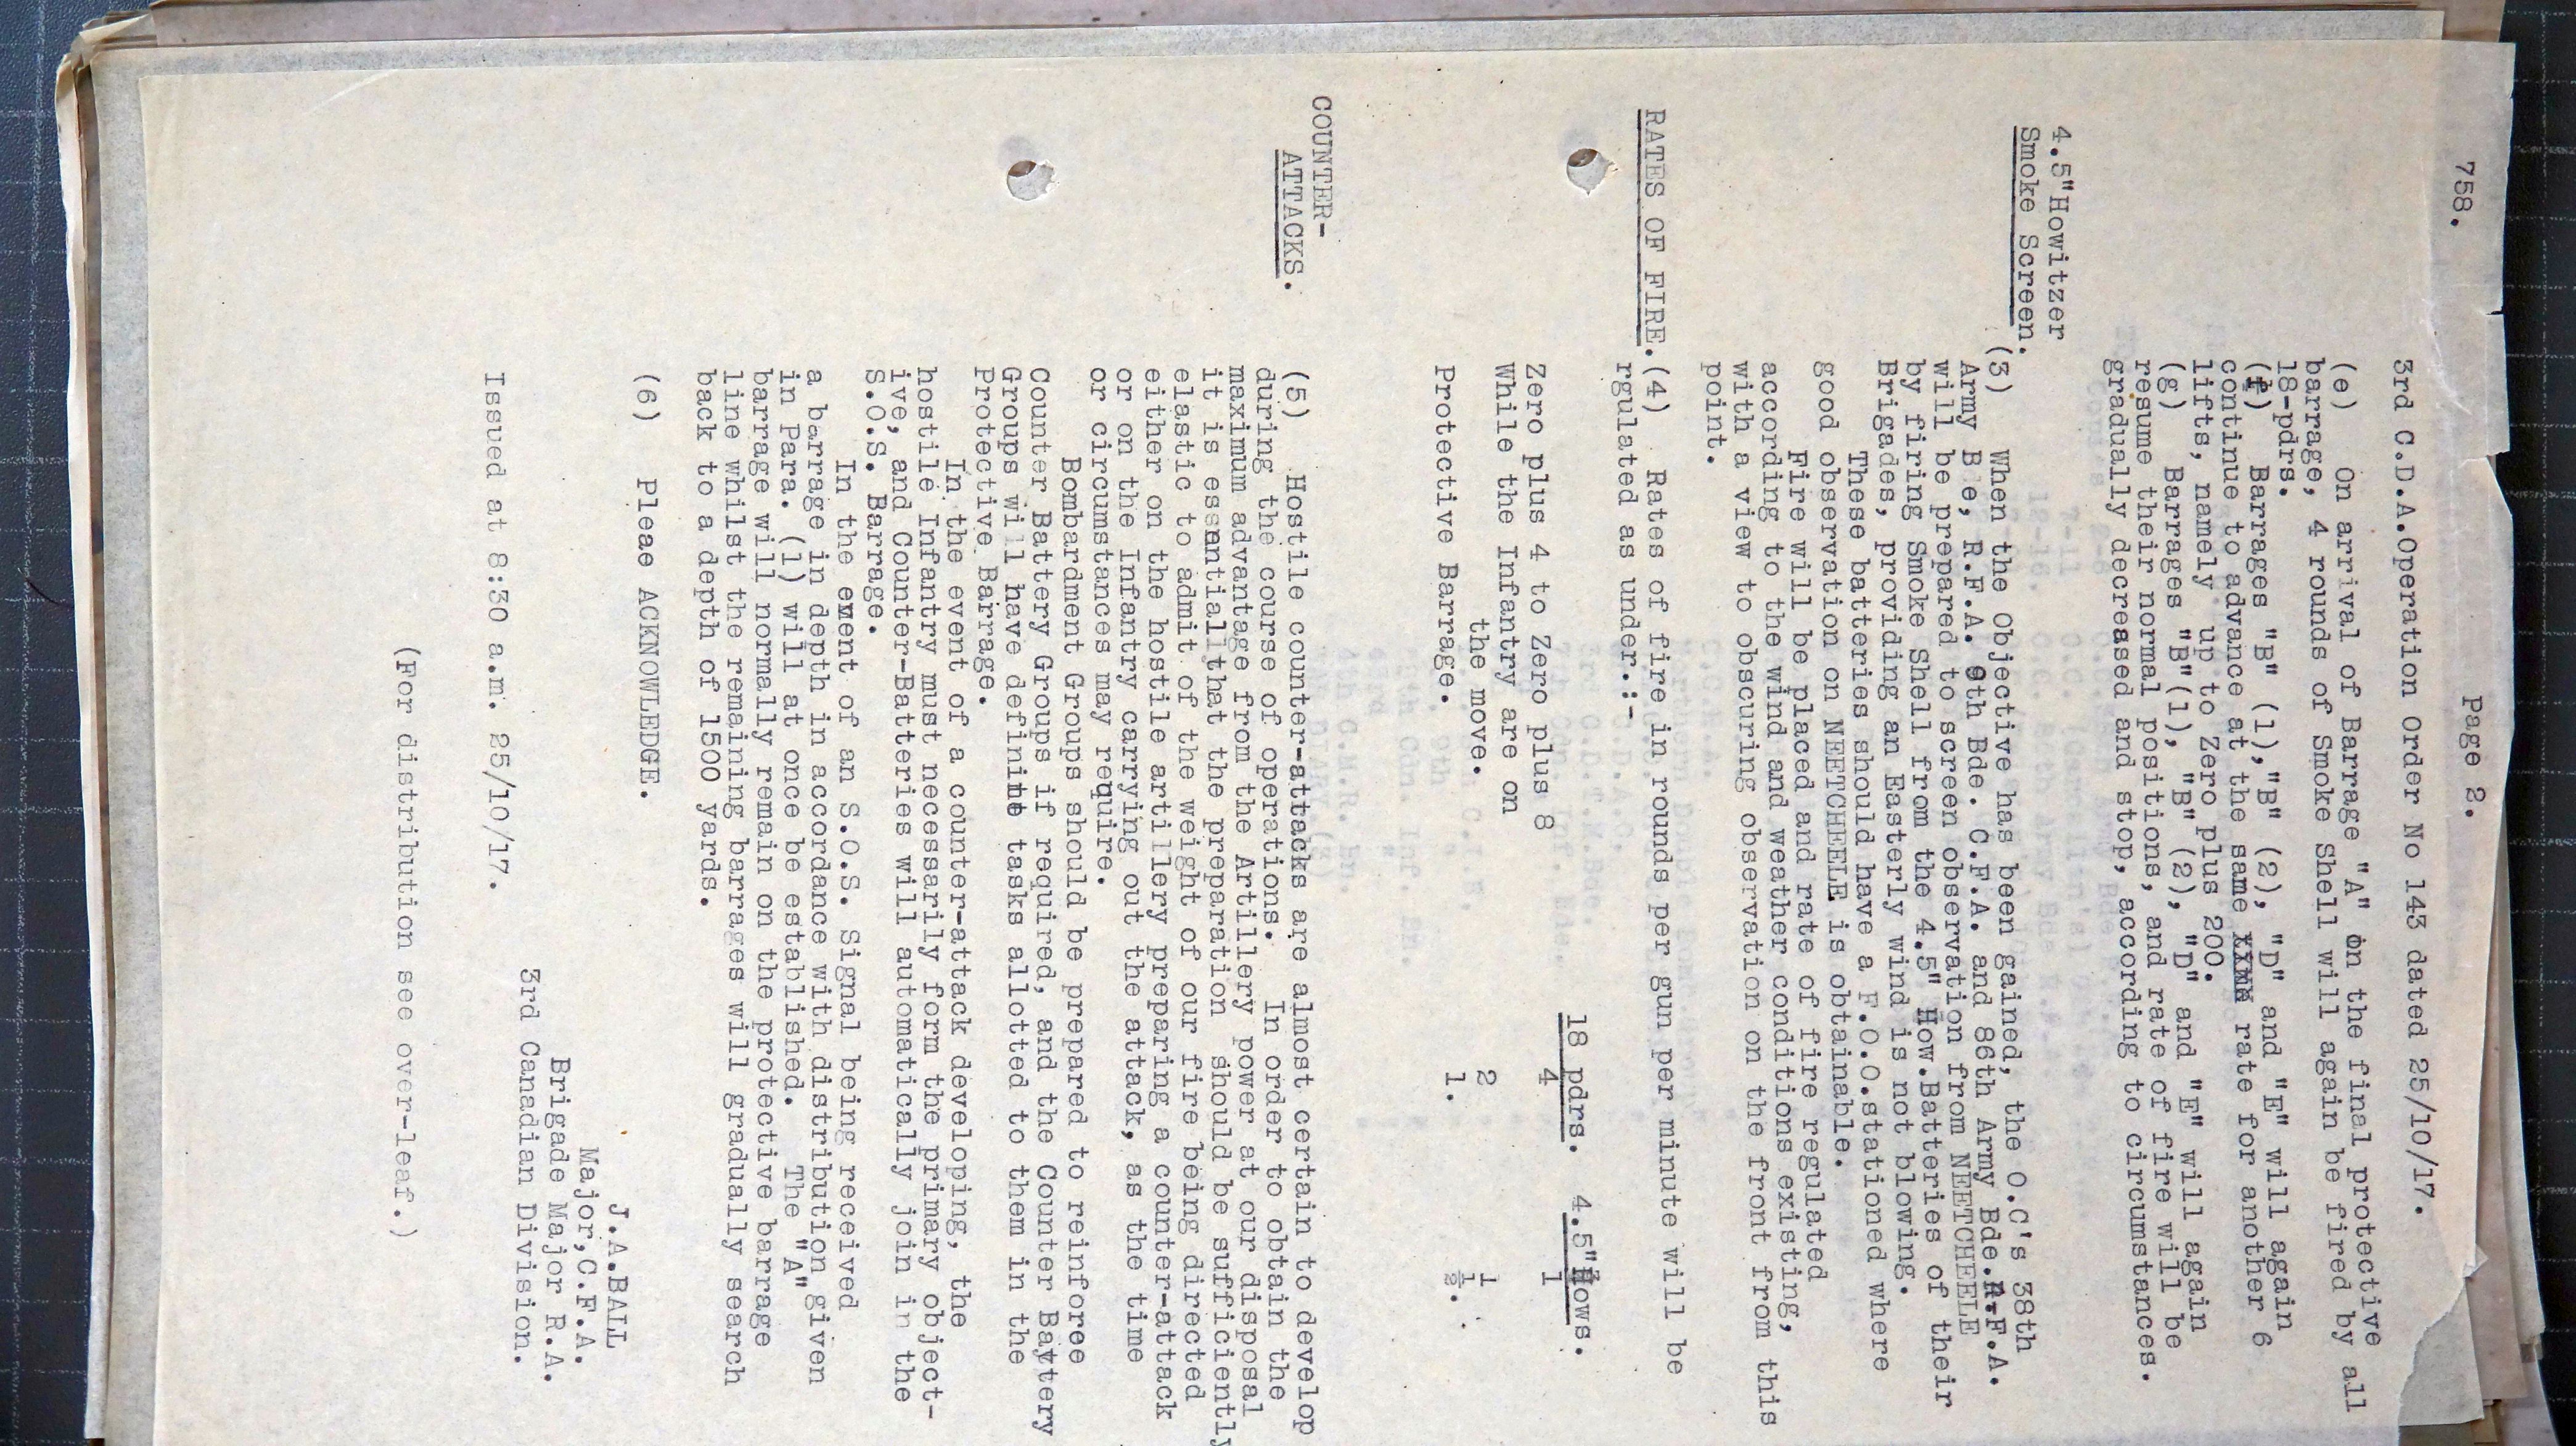 758.
Page 2.
3rd C.D.A.Operation Order No 143 dated 25/10/17.
(e) On arrival of Barrage "A" on the final protective
barrage, 4 rounds of Smoke Shell will again be fired by all
18-pdrs.
(f) Barrages "B" (1),"B" (2), "D" and "E" will again
continue to advance at the same rate for another 6
lifts, namely up to Zero plus 200.
(g) Barrages "B"(1), "B" (2), "D" and "E" will again
resume their normal positions, and rate of fire will be
gradually decreased and stop, according to circumstances.
4.5"Howitzer
Smoke Screen.
(3) When the Objective has been gained, the O.C's 38th
Army B e, R.F.A. 9th Bde. C.F.A. and 86th Army Bde.R.F.A.
will be prepared to screen observation from NEETCHEELE
by firing Smoke Shell from the 4.5" How.Batteries of their
Brigades, providing an Easterly wind is not blowing.
These batteries should have a F.O.O.stationed where
good observation on NEETCHEELE is obtainable.
Fire will be placed and rate of fire regulated
according to the wind and weather conditions existing,
with a view to obscuring observation on the front from this
point.
RATES OF FIRE. (4) Rates of fire in rounds per gun per minute will be
rgulated as under.:-
18 pdrs. 4.5"Hows.
Zero plus 4 to Zero plus 8 4 1
While the Infantry are on
the move. 2 1
Protective Barrage. 1. ½.
COUNTER-
ATTACKS.
(5) Hostile counter-attacks are almost certain to develop
during the course of operations. In order to obtain the
maximum advantage from the Artillery power at our disposal
it is essnntial that the preparation should be sufficiently
elastic to admit of the weight of our fire being directed
either on the hostile artillery preparing a counter-attack
or on the Infantry carrying out the attack, as the time
or circumstances may require.
Bombardment Groups should be prepared to reinforee
Counter Battery Groups if required, and the Counter Battery
Groups will have definite tasks allotted to them in the
Protective Barrage.
In the event of a counter-attack developing, the
hostile Infantry must necessarily form the primary object-
ive, and Counter-Batteries will automatically join in the
S.O.S. Barrage.
In the event of an S.O.S. Signal being received
a barrage in depth in accordance with distribution given
in Para. (1) will at once be established. The "A"
barrage will normally remain on the protective barrage
line whilst the remaining barrages will gradually search
back to a depth of 1500 yards.
(6) Pleae ACKNOWLEDGE.
J.A.BALL
Major,C.F.A.
Brigade Major R.A.
3rd Canadian Division.
Issued at 8:30 a.m. 25/10/17.
(For distribution see over-leaf.)